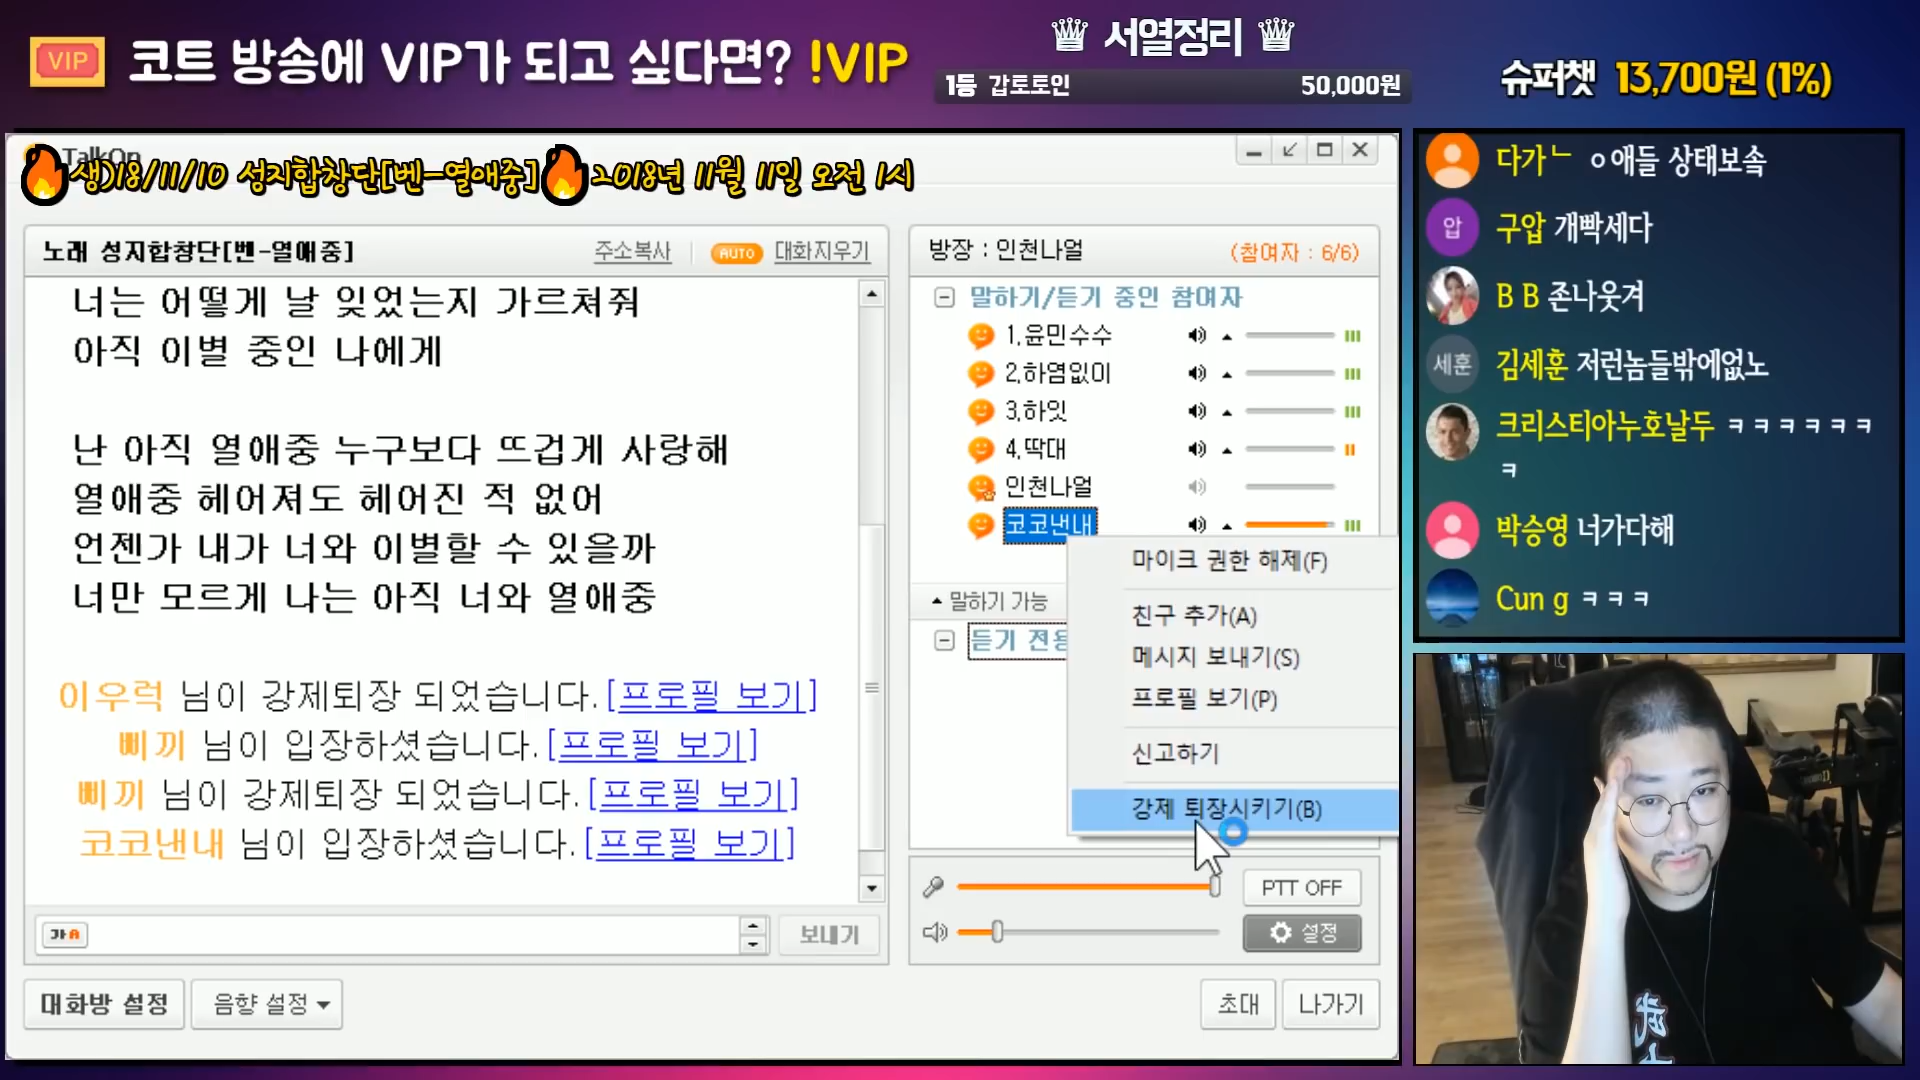 VIP 코트 방송에 VIP가 되고 싶다면? !VIP
서열정리
1등 갑토토인 50,000원
슈퍼챗 13,700원 (1%)
TalkOn
생)18/11/10 성지합창단[벤-열애중] 2018년 11월 11일 오전 1시
노래 성지합창단[벤-열애중] 주소복사 AUTO 대화지우기
너는 어떻게 날 잊었는지 가르쳐줘
아직 이별 중인 나에게
난 아직 열애중 누구보다 뜨겁게 사랑해
열애중 헤어져도 헤어진 적 없어
언젠가 내가 너와 이별할 수 있을까
너만 모르게 나는 아직 너와 열애중
이우럭 님이 강제퇴장 되었습니다.[프로필 보기]
삐끼 님이 입장하셨습니다.[프로필 보기]
삐끼 님이 강제퇴장 되었습니다.[프로필 보기]
코코낸내 님이 입장하셨습니다.[프로필 보기]
가A 보내기
대화방 설정 음향 설정
방장 : 인천나얼 (참여자 : 6/6)
말하기/듣기 중인 참여자
1.윤민수수
2.하염없이
3.하잇
4.딱대
인천나얼
코코낸내
말하기 가능
듣기 전용
마이크 권한 해제(F)
친구 추가(A)
메시지 보내기(S)
프로필 보기(P)
신고하기
강제 퇴장시키기(B)
PTT OFF
설정
초대 나가기
다가ㄴ ㅇ애들 상태보솤
압 구압 개빡세다
B B 존나웃겨
세훈 김세훈 저런놈들밖에없노
크리스티아누호날두 ㅋㅋㅋㅋㅋㅋ
ㅋ
박승영 너가다해
Cun g ㅋㅋㅋ